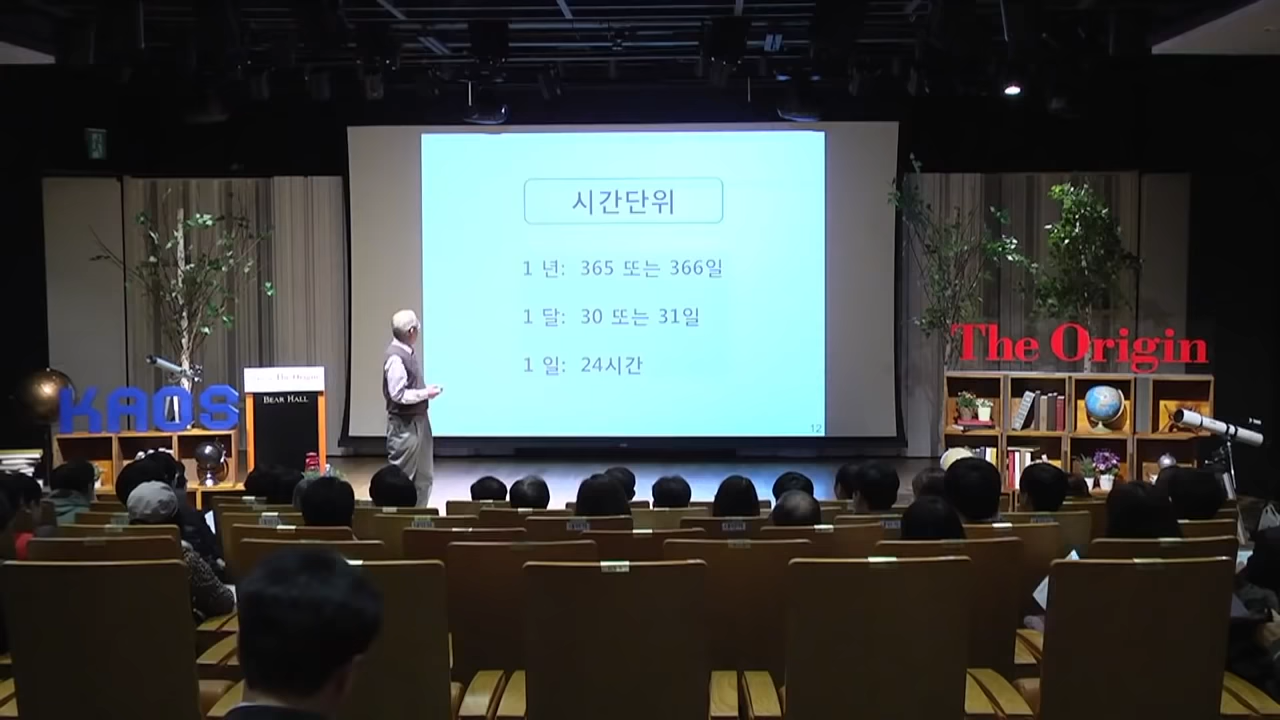 시간단위
1 년: 365 또는 366일
1 달: 30 또는 31일
1 일: 24시간
12
The Origin
KAOS
The Origin
BEAR HALL